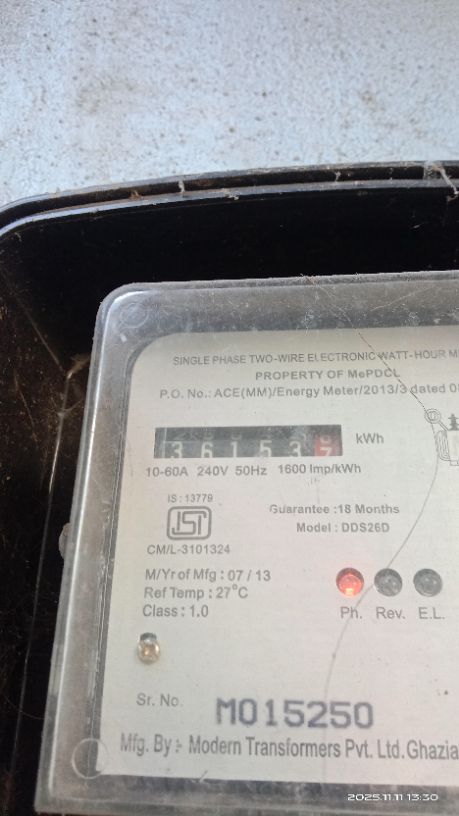 SINGLE PHASE TWO-WIRE ELECTRONIC WATT-HOUR M
PROPERTY OF MePDCL
P.O. No.: ACE(MM)/Energy Meter/2013/3 dated
3 6 1 5 3 7 kWh
10-60A 240V 50Hz 1600 Imp/kWh
IS : 13779
ISI
CM/L-3101324
Guarantee :18 Months
Model : DDS26D
M/Yr of Mfg : 07 / 13
Ref Temp : 27°C
Class : 1.0
Ph. Rev. E.L.
Sr. No.
M015250
Mfg. By :- Modern Transformers Pvt. Ltd. Ghazia
2025.11.11 13:30